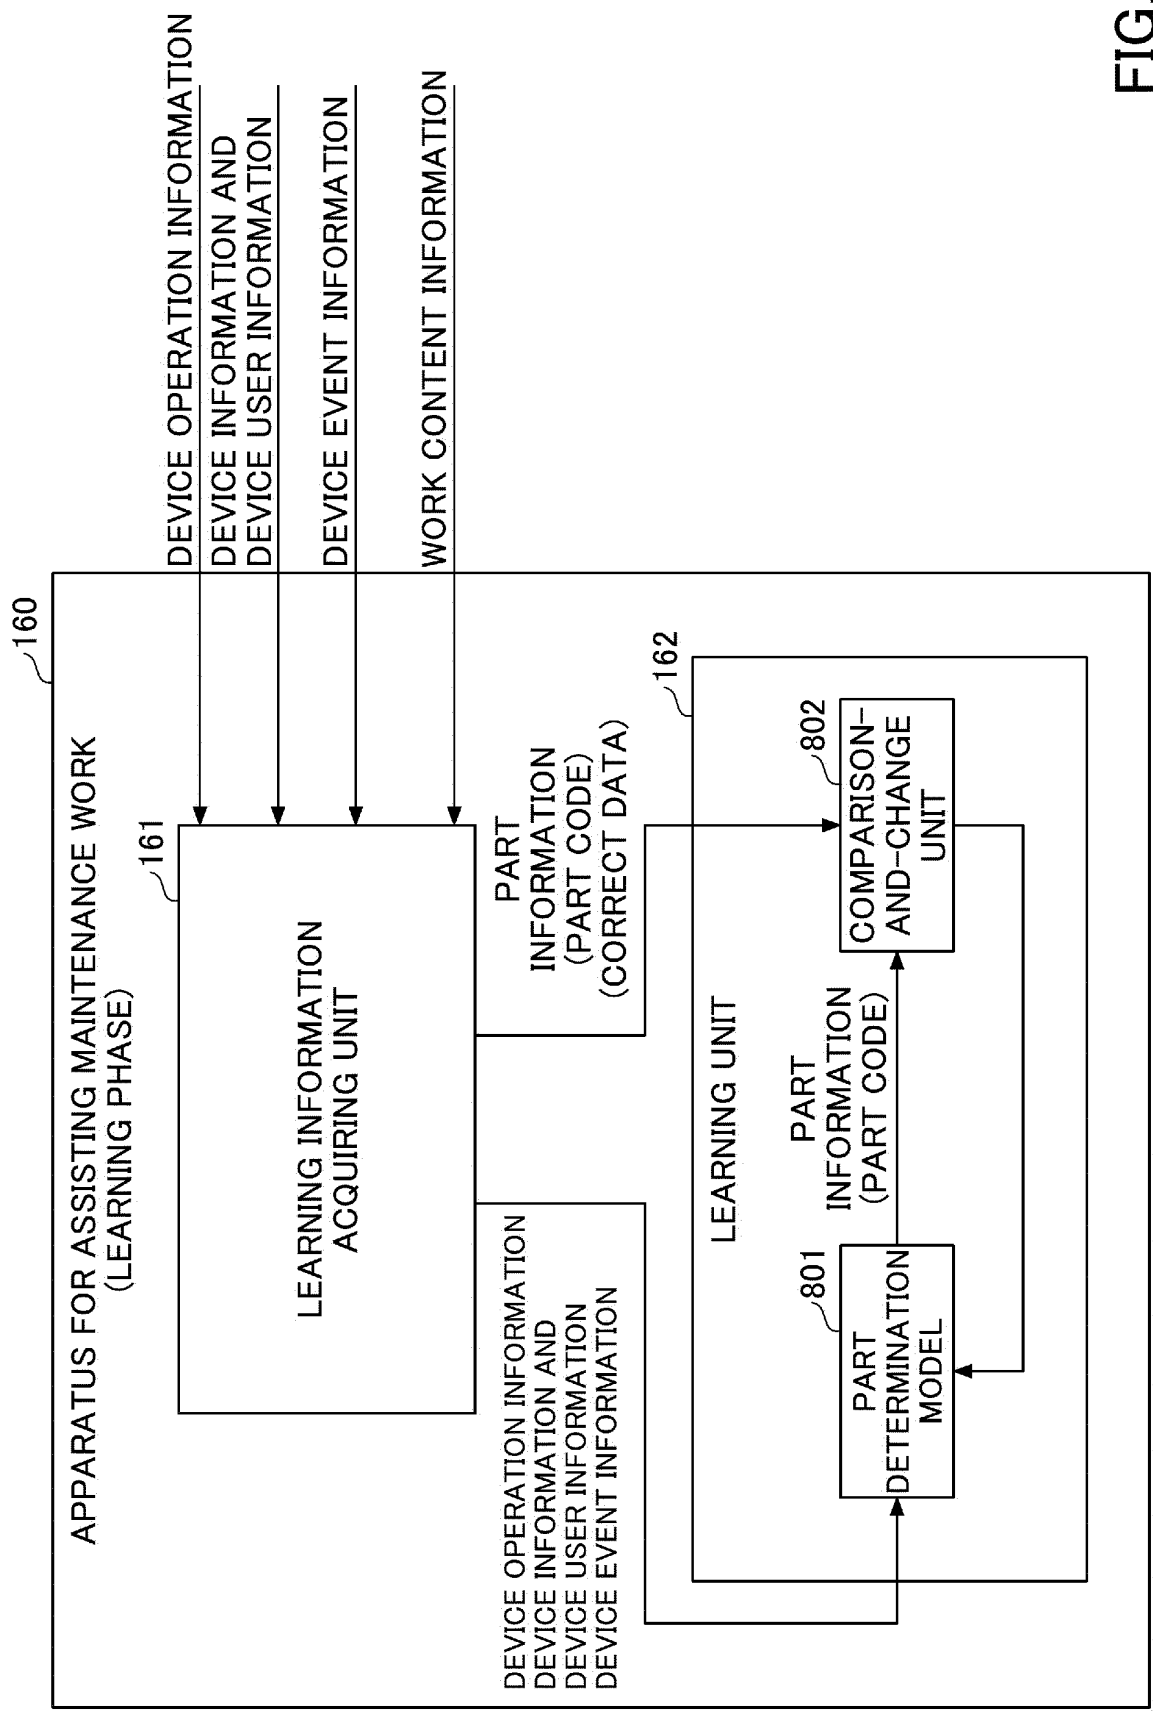 160
APPARATUS FOR ASSISTING MAINTENANCE WORK
(LEARNING PHASE)
161
LEARNING INFORMATION
ACQUIRING UNIT
DEVICE OPERATION INFORMATION
DEVICE INFORMATION AND
DEVICE USER INFORMATION
DEVICE EVENT INFORMATION
WORK CONTENT INFORMATION
DEVICE OPERATION INFORMATION
DEVICE INFORMATION AND
DEVICE USER INFORMATION
DEVICE EVENT INFORMATION
PART
INFORMATION
(PART CODE)
(CORRECT DATA)
162
LEARNING UNIT
801
PART
DETERMINATION
MODEL
PART
INFORMATION
(PART CODE)
802
COMPARISON-
AND-CHANGE
UNIT
FIG.